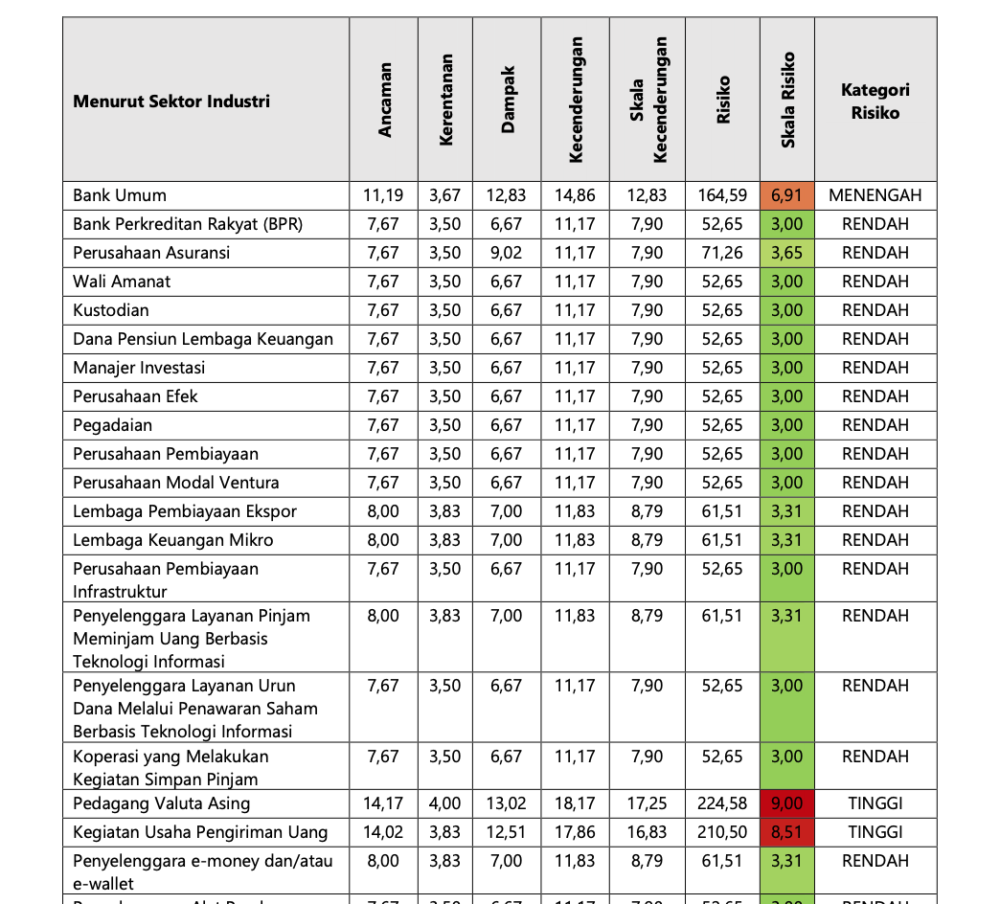 Menurut Sektor Industri Ancaman Kerentanan Dampak Kecenderungan Skala Kecenderungan Risiko Skala Risiko Kategori Risiko
Bank Umum 11,19 3,67 12,83 14,86 12,83 164,59 6,91 MENENGAH
Bank Perkreditan Rakyat (BPR) 7,67 3,50 6,67 11,17 7,90 52,65 3,00 RENDAH
Perusahaan Asuransi 7,67 3,50 9,02 11,17 7,90 71,26 3,65 RENDAH
Wali Amanat 7,67 3,50 6,67 11,17 7,90 52,65 3,00 RENDAH
Kustodian 7,67 3,50 6,67 11,17 7,90 52,65 3,00 RENDAH
Dana Pensiun Lembaga Keuangan 7,67 3,50 6,67 11,17 7,90 52,65 3,00 RENDAH
Manajer Investasi 7,67 3,50 6,67 11,17 7,90 52,65 3,00 RENDAH
Perusahaan Efek 7,67 3,50 6,67 11,17 7,90 52,65 3,00 RENDAH
Pegadaian 7,67 3,50 6,67 11,17 7,90 52,65 3,00 RENDAH
Perusahaan Pembiayaan 7,67 3,50 6,67 11,17 7,90 52,65 3,00 RENDAH
Perusahaan Modal Ventura 7,67 3,50 6,67 11,17 7,90 52,65 3,00 RENDAH
Lembaga Pembiayaan Ekspor 8,00 3,83 7,00 11,83 8,79 61,51 3,31 RENDAH
Lembaga Keuangan Mikro 8,00 3,83 7,00 11,83 8,79 61,51 3,31 RENDAH
Perusahaan Pembiayaan 7,67 3,50 6,67 11,17 7,90 52,65 3,00 RENDAH
Infrastruktur
Penyelenggara Layanan Pinjam 8,00 3,83 7,00 11,83 8,79 61,51 3,31 RENDAH
Meminjam Uang Berbasis
Teknologi Informasi
Penyelenggara Layanan Urun 7,67 3,50 6,67 11,17 7,90 52,65 3,00 RENDAH
Dana Melalui Penawaran Saham
Berbasis Teknologi Informasi
Koperasi yang Melakukan 7,67 3,50 6,67 11,17 7,90 52,65 3,00 RENDAH
Kegiatan Simpan Pinjam
Pedagang Valuta Asing 14,17 4,00 13,02 18,17 17,25 224,58 9,00 TINGGI
Kegiatan Usaha Pengiriman Uang 14,02 3,83 12,51 17,86 16,83 210,50 8,51 TINGGI
Penyelenggara e-money dan/atau 8,00 3,83 7,00 11,83 8,79 61,51 3,31 RENDAH
e-wallet